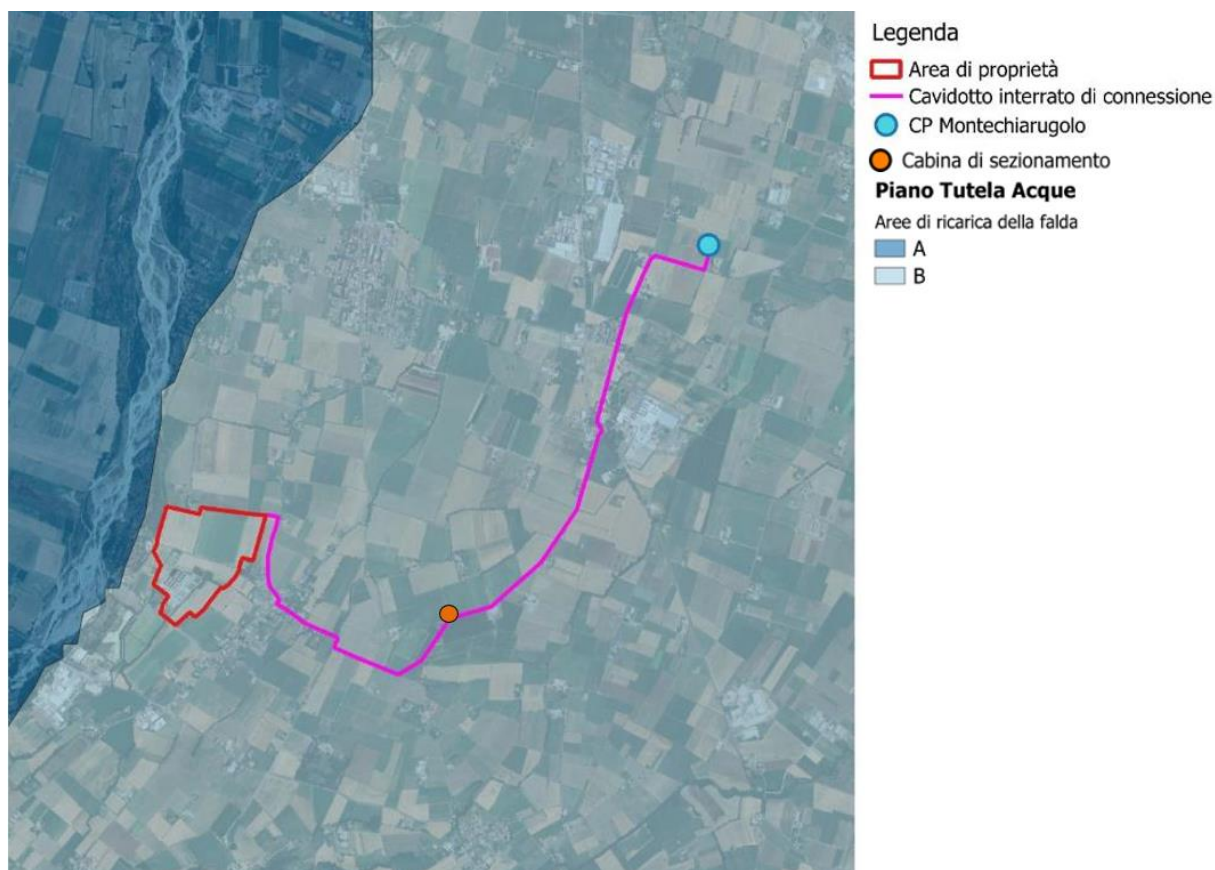 Legenda
Area di proprietà
Cavidotto interrato di connessione
CP Montechiarugolo
Cabina di sezionamento
Piano Tutela Acque
Aree di ricarica della falda
A
B